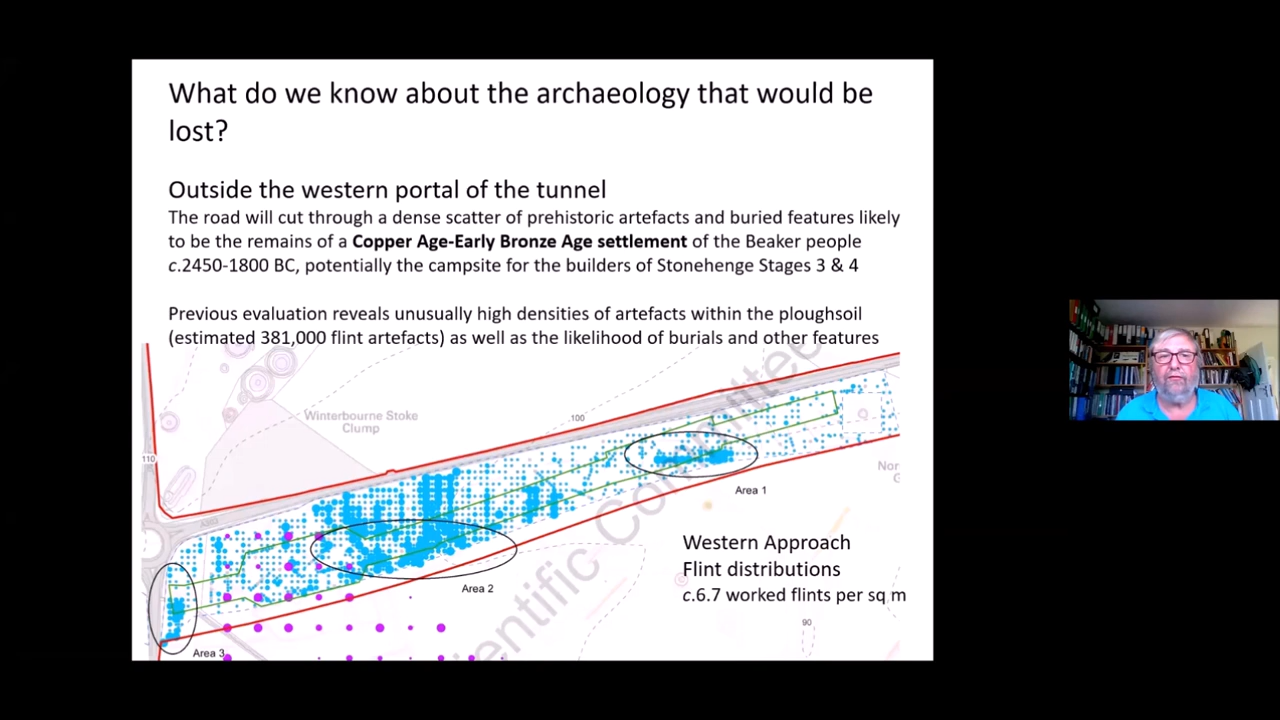 What do we know about the archaeology that would be
lost?
Outside the western portal of the tunnel
The road will cut through a dense scatter of prehistoric artefacts and buried features likely
to be the remains of a Copper Age-Early Bronze Age settlement of the Beaker people
c.2450-1800 BC, potentially the campsite for the builders of Stonehenge Stages 3 & 4
Previous evaluation reveals unusually high densities of artefacts within the ploughsoil
(estimated 381,000 flint artefacts) as well as the likelihood of burials and other features
Winterbourne Stoke
Clump
100
110
Nor
G
Area 1
A303
Western Approach
Flint distributions
c.6.7 worked flints per sq m
Area 2
90
Area 3
entific Committee